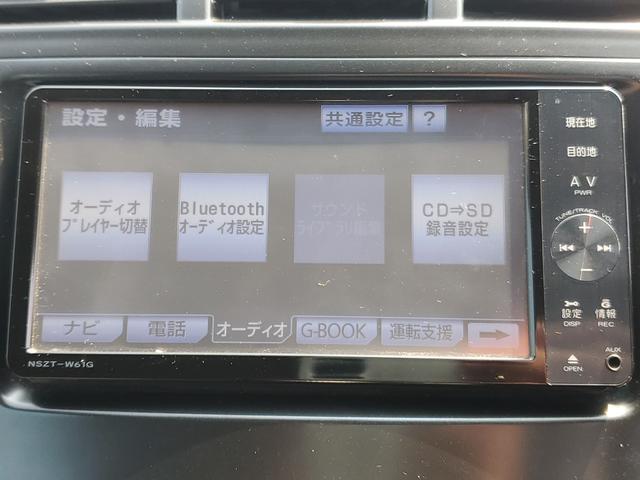 設定・編集
共通設定
?
オーディオ
プレイヤー切替
Bluetooth
オーディオ設定
サウンド
ライブラリ編集
CD⇒SD
録音設定
ナビ
電話
オーディオ
G-BOOK
運転支援
NSZT-W61G
現在地
目的地
AV
PWR
TUNE/TRACK VOL
設定
DISP
情報
REC
OPEN
AUX